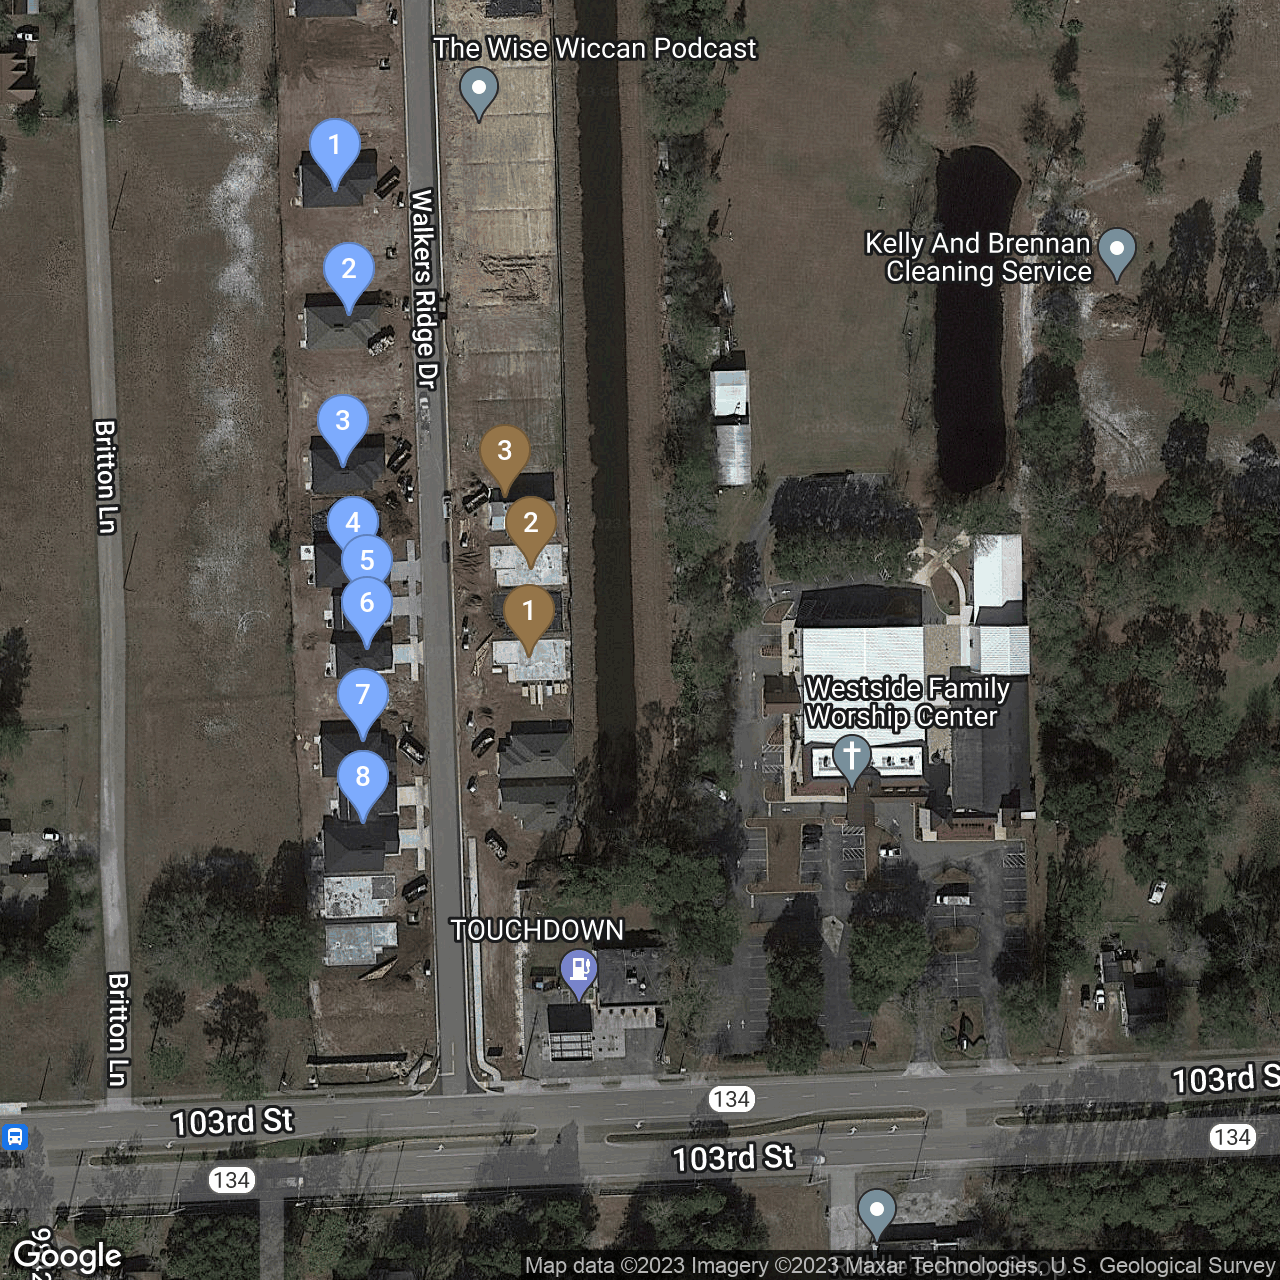 The Wise Wiccan Podcast
1
Walkers Ridge Dr
2
Kelly And Brennan
Cleaning Service
3
Britton Ln
3
4
2
5
6
1
7
Westside Family
Worship Center
8
TOUCHDOWN
Britton Ln
103rd St
134
103rd St
134
103rd St
134
Google
Map data ©2023 Imagery ©2023 Maxar Technologies, U.S. Geological Survey